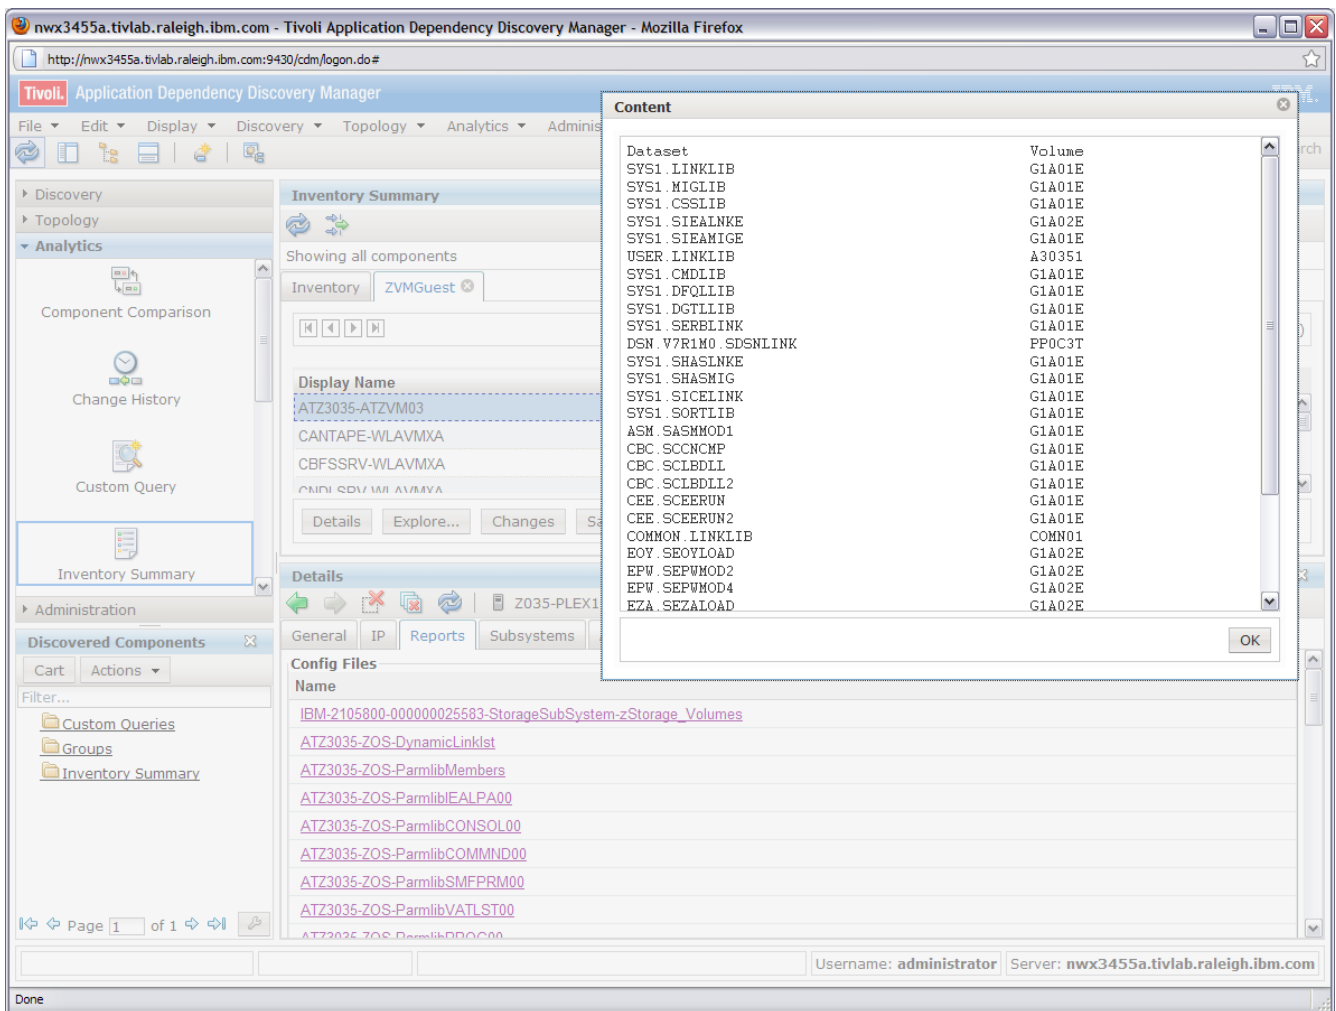 nwx3455a.tivlab.raleigh.ibm.com - Tivoli Application Dependency Discovery Manager - Mozilla Firefox
http://nwx3455a.tivlab.raleigh.ibm.com:9430/cdm/logon.do#
Tivoli. Application Dependency Discovery Manager
File Edit Display Discovery Topology Analytics
Discovery
Topology
Analytics
Component Comparison
Change History
Custom Query
Inventory Summary
Administration
Discovered Components
Cart Actions
Filter...
Custom Queries
Groups
Inventory Summary
Page 1 of 1
Inventory Summary
Showing all components
Inventory ZVMGuest
Display Name
ATZ3035-ATZVM03
CANTAPE-WLAVMXA
CBFSSRV-WLAVMXA
CNDLSRV-WLAVMXA
Details Explore... Changes
Content
Dataset Volume
SYS1.LINKLIB G1A01E
SYS1.MIGLIB G1A01E
SYS1.CSSLIB G1A01E
SYS1.SIEALNKE G1A02E
SYS1.SIEAMIGE G1A01E
USER.LINKLIB A30351
SYS1.CMDLIB G1A01E
SYS1.DFQLLIB G1A01E
SYS1.DGTLLIB G1A01E
SYS1.SERBLINK G1A01E
DSN.V7R1M0.SDSNLINK PP0C3T
SYS1.SHASLNKE G1A01E
SYS1.SHASMIG G1A01E
SYS1.SICELINK G1A01E
SYS1.SORTLIB G1A01E
ASM.SASMMOD1 G1A01E
CBC.SCCNCMP G1A01E
CBC.SCLBDLL G1A01E
CBC.SCLBDLL2 G1A01E
CEE.SCEERUN G1A01E
CEE.SCEERUN2 G1A01E
COMMON.LINKLIB COMN01
EOY.SEOYLOAD G1A02E
EPW.SEPWMOD2 G1A02E
EPW.SEPWMOD4 G1A02E
EZA.SEZALOAD G1A02E
OK
Details
Z035-PLEX1
General IP Reports Subsystems
Config Files
Name
IBM-2105800-000000025583-StorageSubSystem-zStorage_Volumes
ATZ3035-ZOS-DynamicLinklst
ATZ3035-ZOS-ParmlibMembers
ATZ3035-ZOS-ParmlibIEALPA00
ATZ3035-ZOS-ParmlibCONSOL00
ATZ3035-ZOS-ParmlibCOMMND00
ATZ3035-ZOS-ParmlibSMFPRM00
ATZ3035-ZOS-ParmlibVATLST00
ATZ3035-ZOS-ParmlibPROG00
Username: administrator Server: nwx3455a.tivlab.raleigh.ibm.com
Done